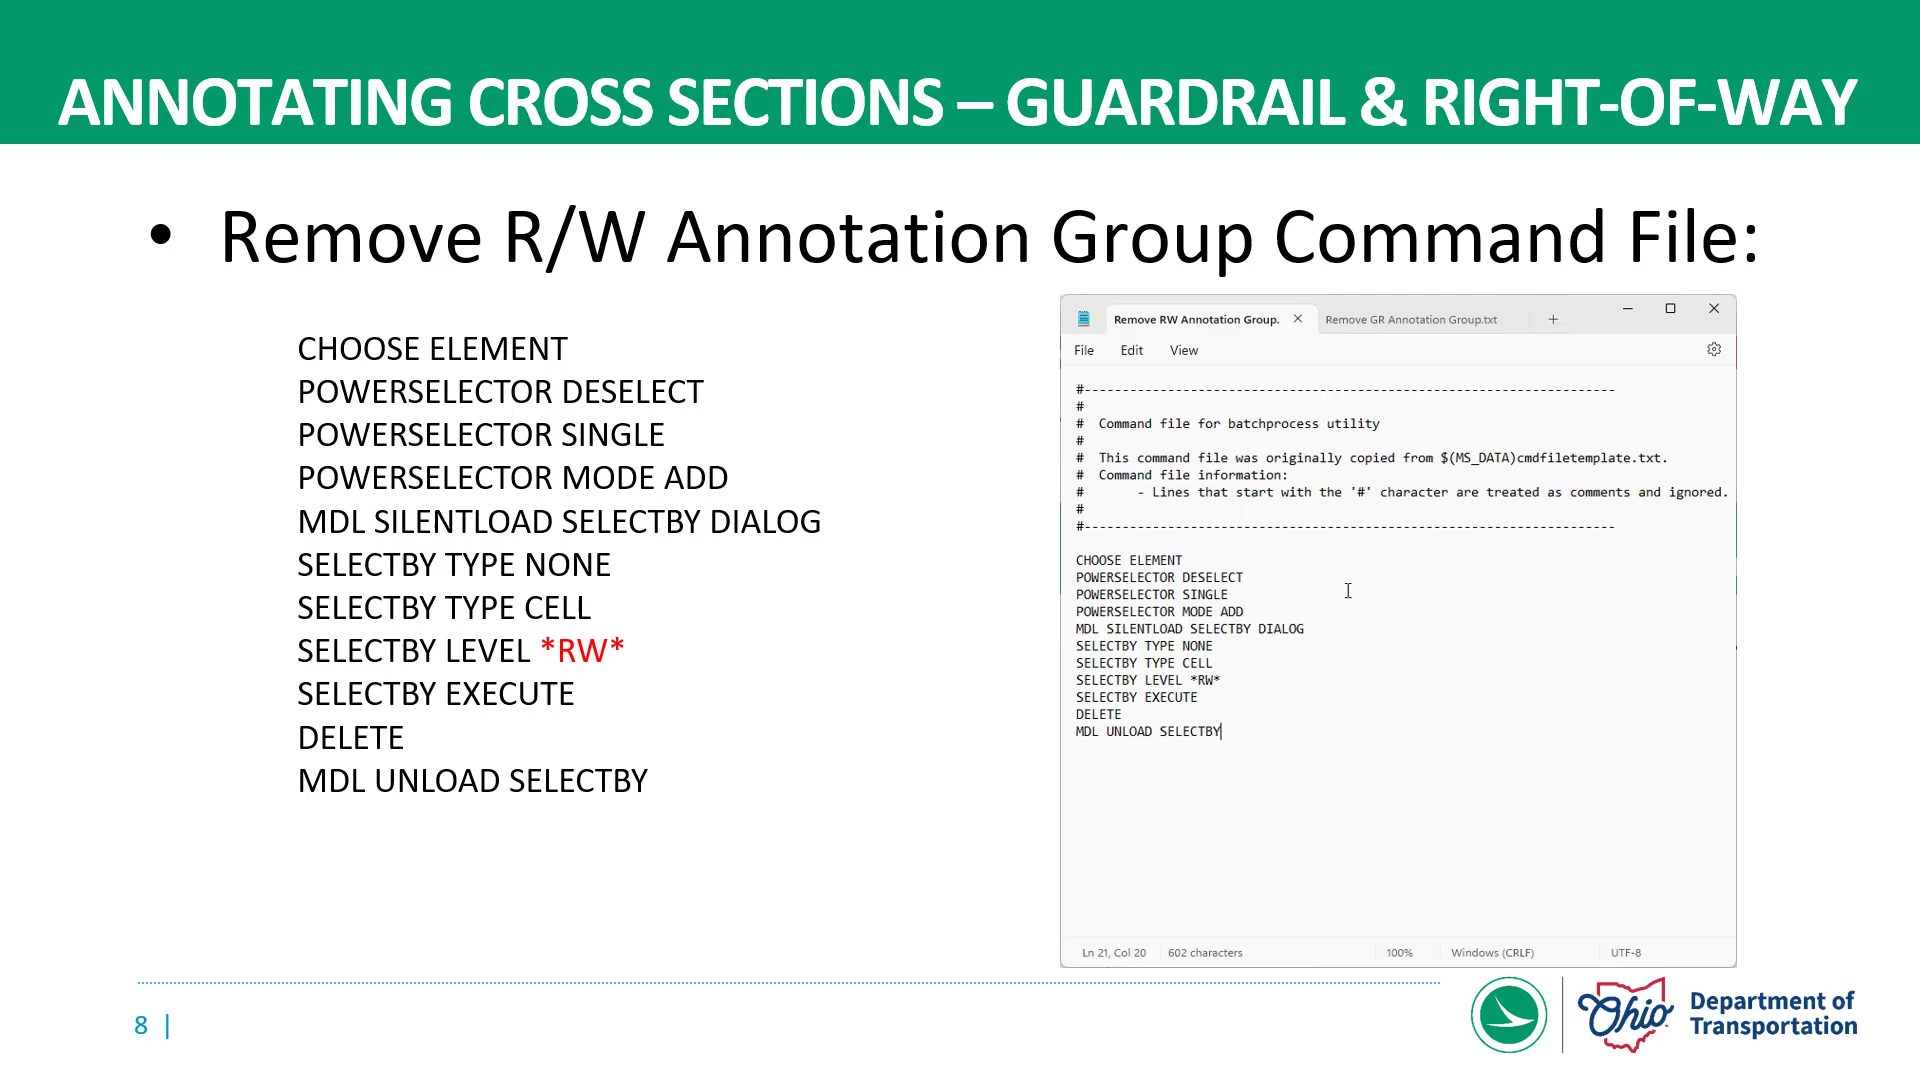 ANNOTATING CROSS SECTIONS – GUARDRAIL & RIGHT-OF-WAY
• Remove R/W Annotation Group Command File:
CHOOSE ELEMENT
POWERSELECTOR DESELECT
POWERSELECTOR SINGLE
POWERSELECTOR MODE ADD
MDL SILENTLOAD SELECTBY DIALOG
SELECTBY TYPE NONE
SELECTBY TYPE CELL
SELECTBY LEVEL *RW*
SELECTBY EXECUTE
DELETE
MDL UNLOAD SELECTBY
Remove RW Annotation Group. Remove GR Annotation Group.txt
File Edit View
#----------------------------------------------------------------------
#
# Command file for batchprocess utility
#
# This command file was originally copied from $(MS_DATA)cmdfiletemplate.txt.
# Command file information:
# - Lines that start with the '#' character are treated as comments and ignored.
#
#----------------------------------------------------------------------
CHOOSE ELEMENT
POWERSELECTOR DESELECT
POWERSELECTOR SINGLE
POWERSELECTOR MODE ADD
MDL SILENTLOAD SELECTBY DIALOG
SELECTBY TYPE NONE
SELECTBY TYPE CELL
SELECTBY LEVEL *RW*
SELECTBY EXECUTE
DELETE
MDL UNLOAD SELECTBY
Ln 21, Col 20 602 characters 100% Windows (CRLF) UTF-8
8 |
Ohio
Department of
Transportation